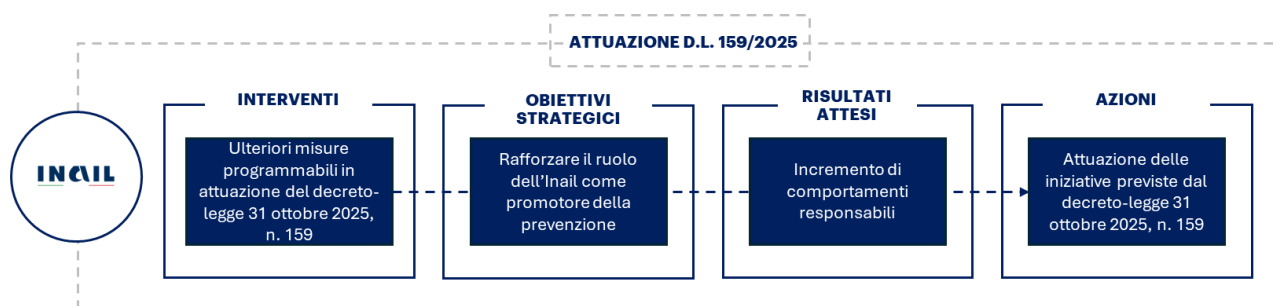 ATTUAZIONE D.L. 159/2025
INAIL
INTERVENTI
Ulteriori misure
programmabili in
attuazione del decreto-
legge 31 ottobre 2025,
n. 159
OBIETTIVI
STRATEGICI
Rafforzare il ruolo
dell’Inail come
promotore della
prevenzione
RISULTATI
ATTESI
Incremento di
comportamenti
responsabili
AZIONI
Attuazione delle
iniziative previste dal
decreto-legge 31
ottobre 2025, n. 159